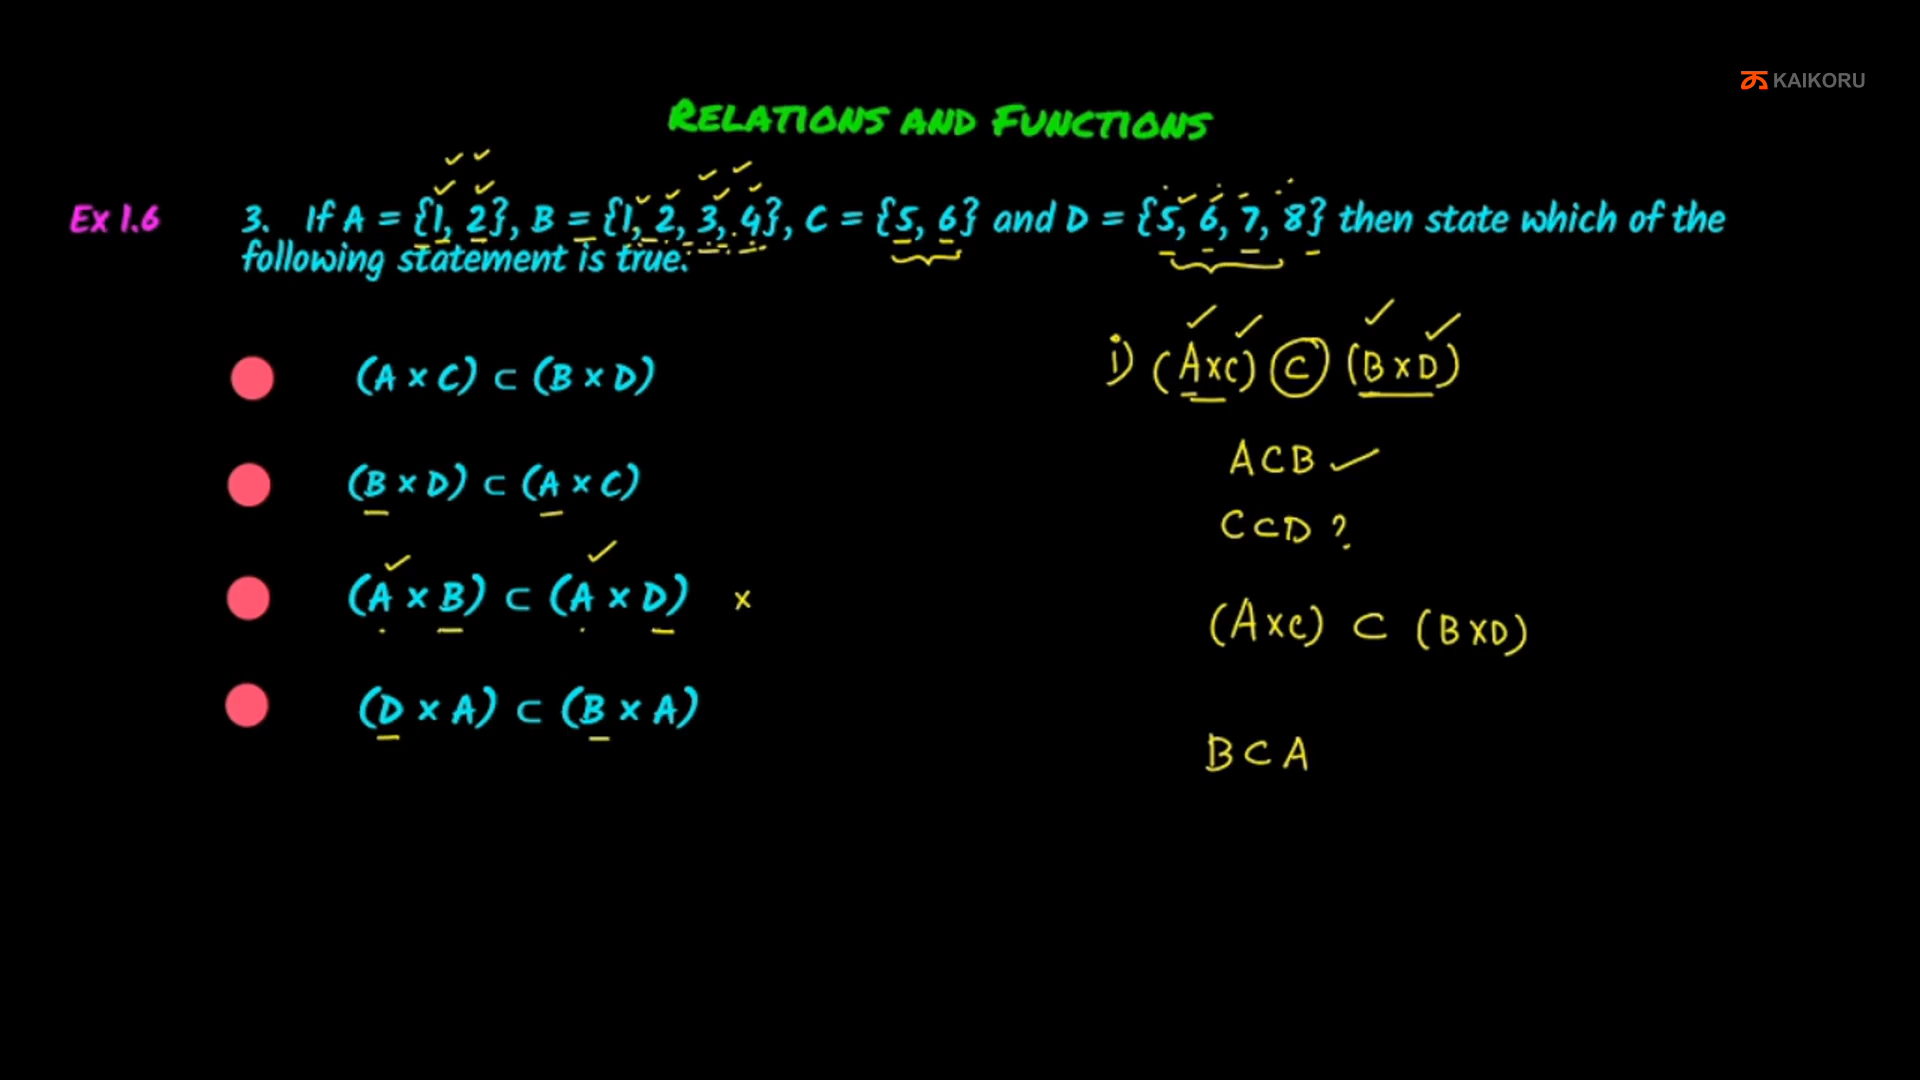 KAIKORU
RELATIONS AND FUNCTIONS
Ex 1.6
3. If A = {1, 2}, B = {1, 2, 3, 4}, C = {5, 6} and D = {5, 6, 7, 8} then state which of the
following statement is true.
(A × C) ⊂ (B × D)
(B × D) ⊂ (A × C)
(A × B) ⊂ (A × D) ×
(D × A) ⊂ (B × A)
i) (A×C) ⊂ (B×D)
A⊂B ✓
C⊂D ?
(A×C) ⊂ (B×D)
B⊂A